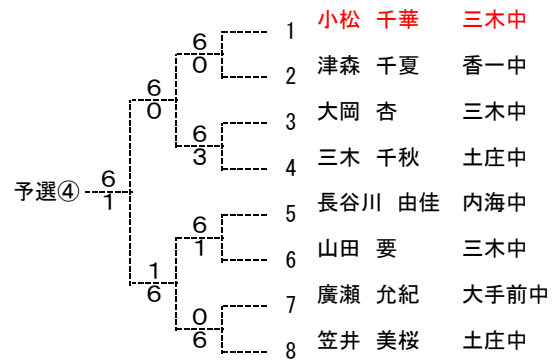 1 小松 千華 三木中
6
0
2 津森 千夏 香一中
6
0
3 大岡 杏 三木中
6
3
4 三木 千秋 土庄中
予選④ 6
1
5 長谷川 由佳 内海中
6
1
6 山田 要 三木中
1
6
7 廣瀬 允紀 大手前中
0
6
8 笠井 美桜 土庄中